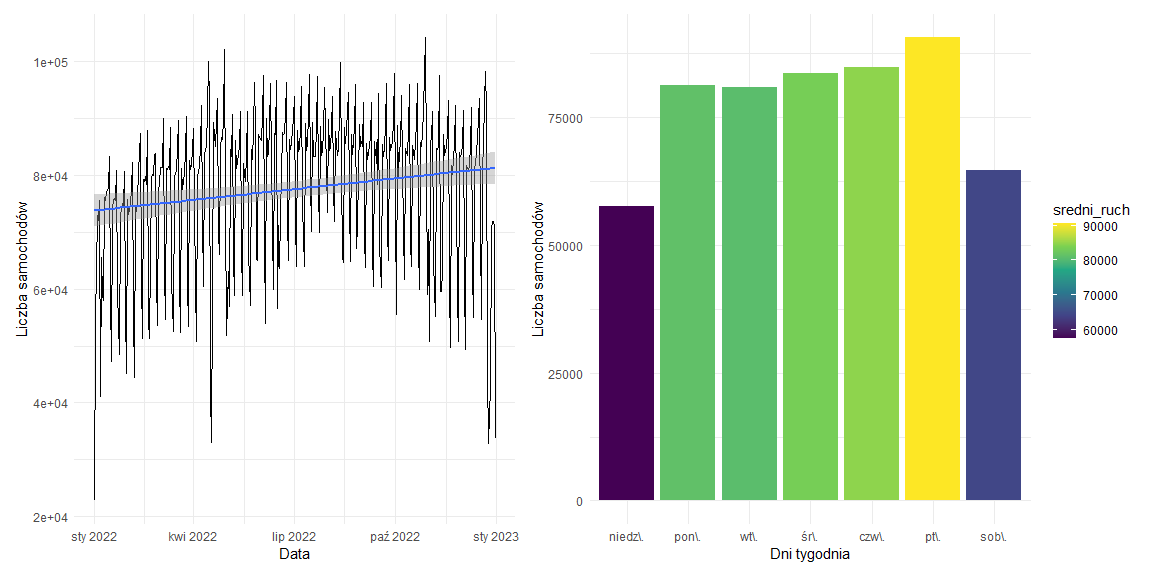 Liczba samochodów
1e+05
8e+04
6e+04
4e+04
2e+04
sty 2022
kwi 2022
lip 2022
paź 2022
sty 2023
Data
Liczba samochodów
75000
50000
25000
0
niedz\.
pon\.
wt\.
śr\.
czw\.
pt\.
sob\.
Dni tygodnia
sredni_ruch
90000
80000
70000
60000